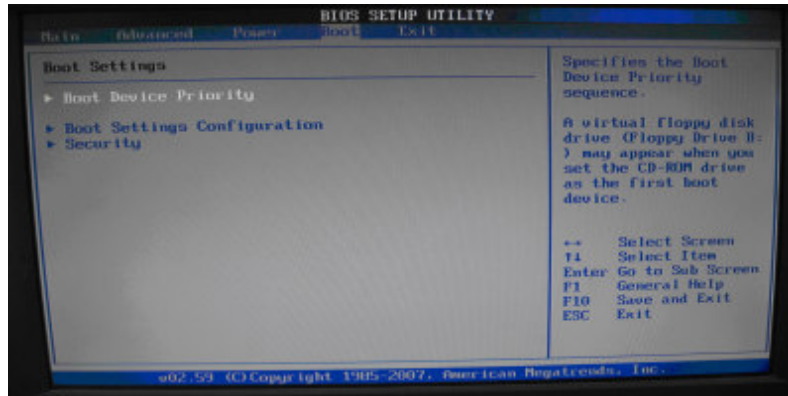 BIOS SETUP UTILITY
Main Advanced Power Boot Exit
Boot Settings
► Boot Device Priority
► Boot Settings Configuration
► Security
Specifies the Boot
Device Priority
sequence.
A virtual floppy disk
drive (Floppy Drive B:
) may appear when you
set the CD-ROM drive
as the first boot
device.
↔ Select Screen
↑↓ Select Item
Enter Go to Sub Screen
F1 General Help
F10 Save and Exit
ESC Exit
v02.59 (C)Copyright 1985-2007, American Megatrends, Inc.